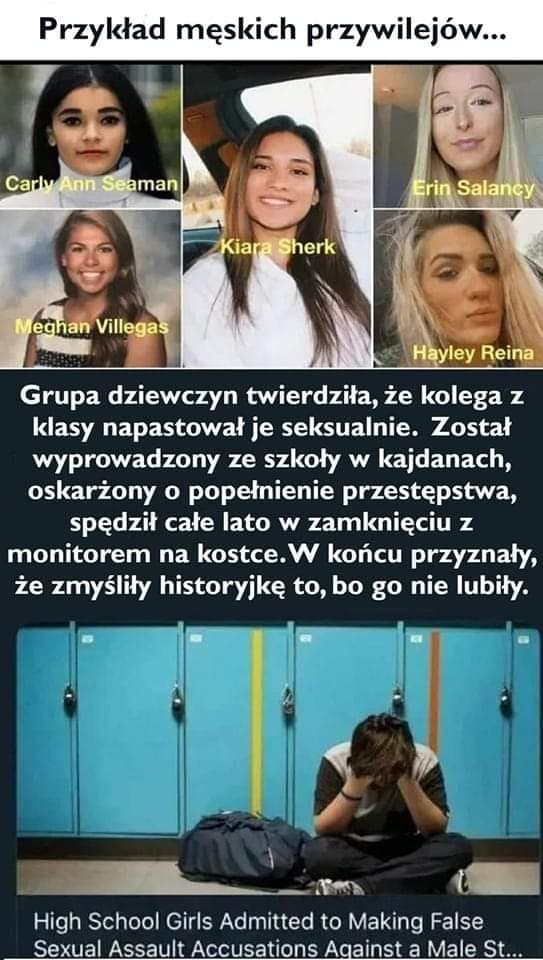 Przykład męskich przywilejów...
Carly Ann Seaman
Erin Salancy
Kiara Sherk
Meghan Villegas
Hayley Reina
Grupa dziewczyn twierdziła, że kolega z
klasy napastował je seksualnie. Został
wyprowadzony ze szkoły w kajdanach,
oskarżony o popełnienie przestępstwa,
spędził całe lato w zamknięciu z
monitorem na kostce.W końcu przyznały,
że zmyśliły historyjkę to, bo go nie lubiły.
High School Girls Admitted to Making False
Sexual Assault Accusations Against a Male St...